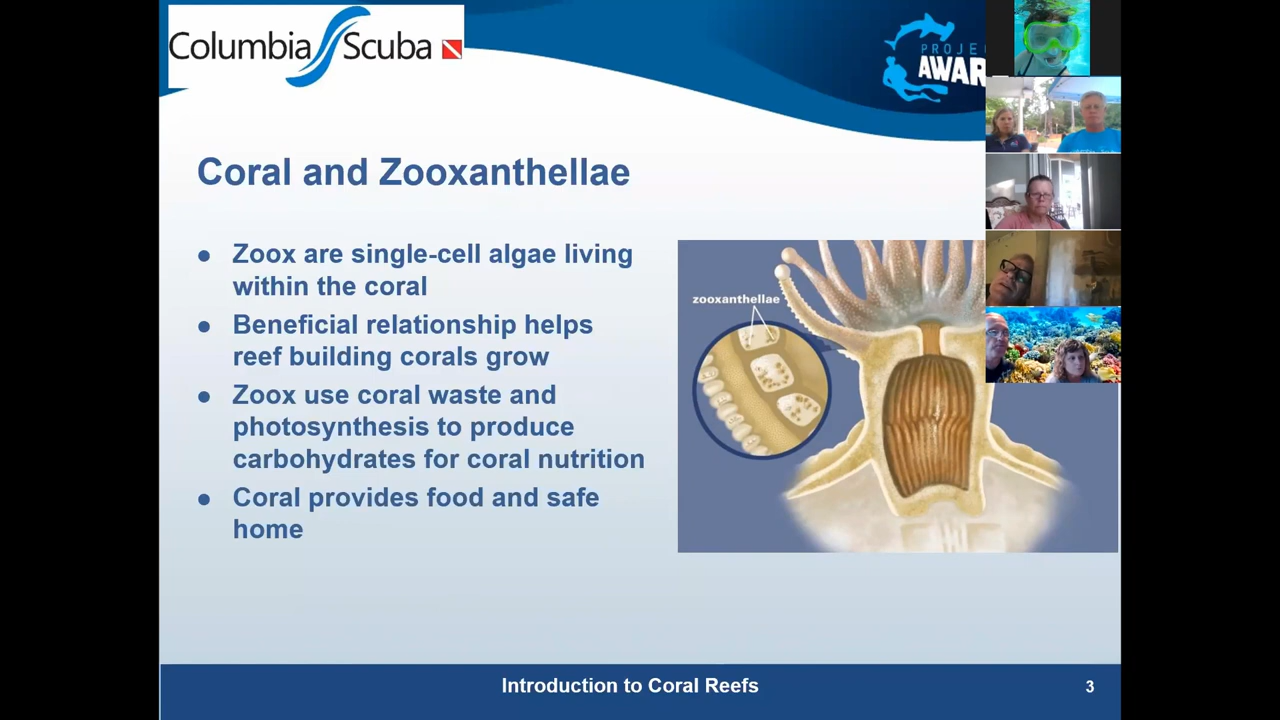 Columbia Scuba
PROJE
AWAR
Coral and Zooxanthellae
● Zoox are single-cell algae living
within the coral
● Beneficial relationship helps
reef building corals grow
● Zoox use coral waste and
photosynthesis to produce
carbohydrates for coral nutrition
● Coral provides food and safe
home
zooxanthellae
Introduction to Coral Reefs
3